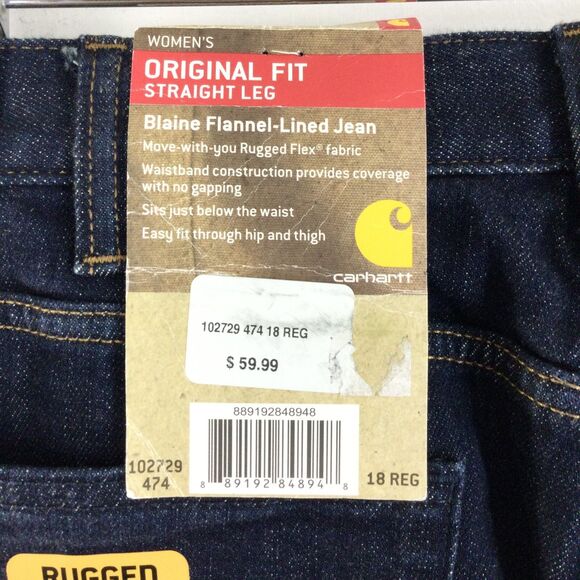 WOMEN'S
ORIGINAL FIT
STRAIGHT LEG
Blaine Flannel-Lined Jean
Move-with-you Rugged Flex® fabric
Waistband construction provides coverage
with no gapping
Sits just below the waist
Easy fit through hip and thigh
carhartt
102729 474 18 REG
$ 59.99
889192848948
102729
474
8 89192 84894 8
18 REG
RUGGED